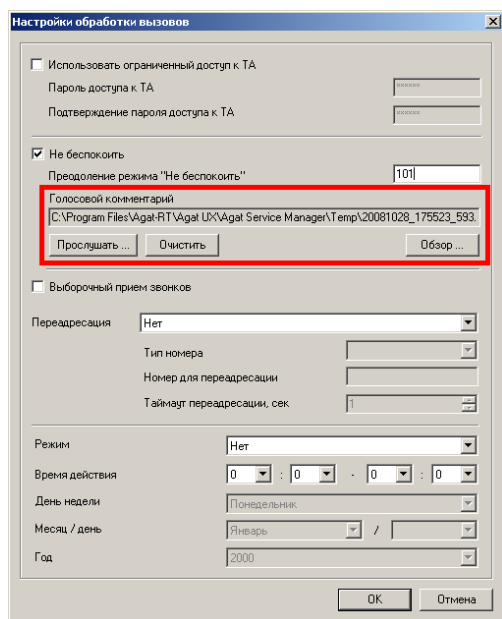 Настройки обработки вызовов
Использовать ограниченный доступ к ТА
Пароль доступа к ТА ******
Подтверждение пароля доступа к ТА ******
Не беспокоить
Преодоление режима "Не беспокоить" 101
Голосовой комментарий
C:\Program Files\Agat-RT\Agat UX\Agat Service Manager\Temp\20081028_175523_593.
Прослушать ... Очистить Обзор ...
Выборочный прием звонков
Переадресация Нет
Тип номера
Номер для переадресации
Таймаут переадресации, сек 1
Режим Нет
Время действия 0 : 0 - 0 : 0
День недели Понедельник
Месяц / день Январь /
Год 2000
OK Отмена